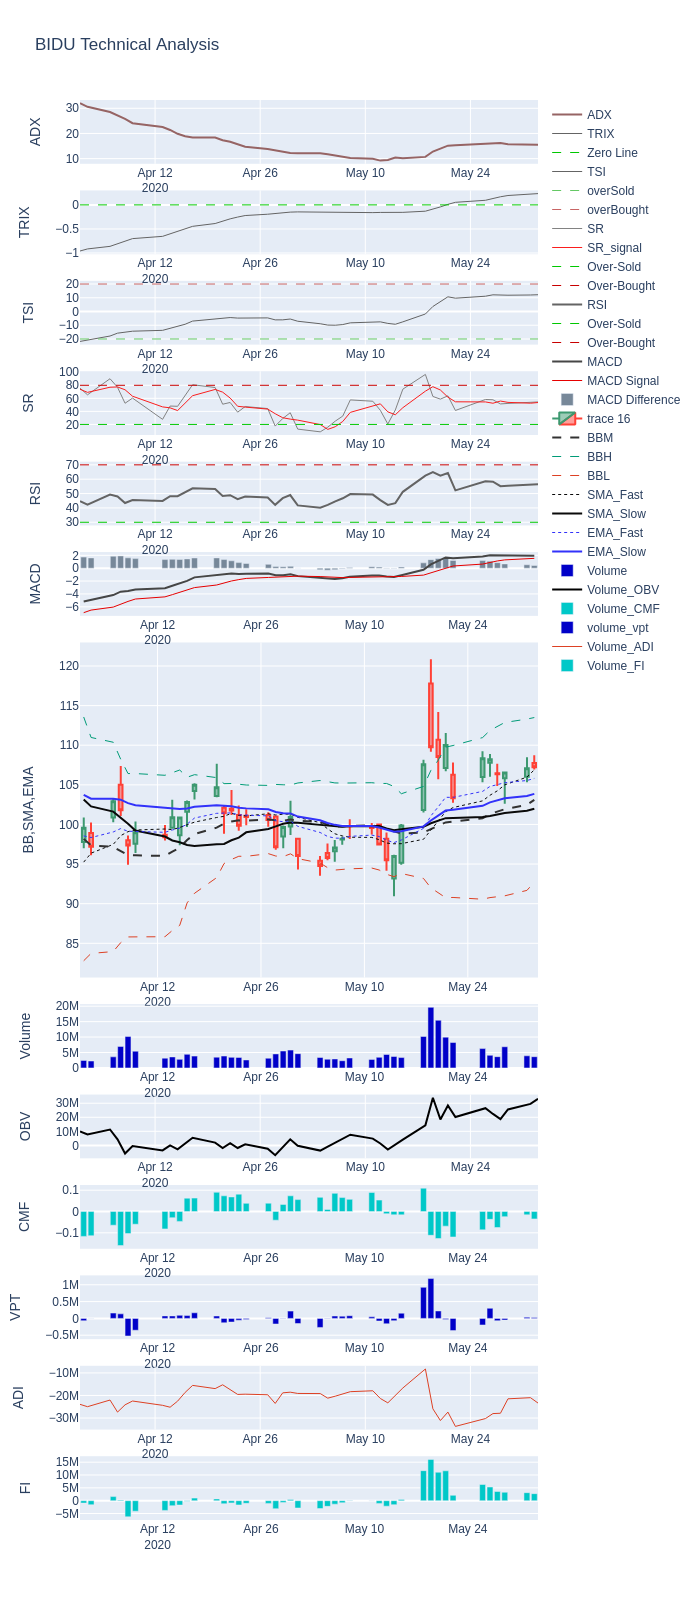 BIDU Technical Analysis
ADX
30
20
10
Apr 12
2020
Apr 26
May 10
May 24
TRIX
0
−0.5
−1
Apr 12
2020
Apr 26
May 10
May 24
TSI
20
10
0
−10
−20
Apr 12
2020
Apr 26
May 10
May 24
SR
100
80
60
40
20
Apr 12
2020
Apr 26
May 10
May 24
RSI
70
60
50
40
30
Apr 12
2020
Apr 26
May 10
May 24
MACD
2
0
−2
−4
−6
Apr 12
2020
Apr 26
May 10
May 24
BB,SMA,EMA
120
115
110
105
100
95
90
85
Apr 12
2020
Apr 26
May 10
May 24
Volume
20M
15M
10M
5M
0
Apr 12
2020
Apr 26
May 10
May 24
OBV
30M
20M
10M
0
Apr 12
2020
Apr 26
May 10
May 24
CMF
0.1
0
−0.1
Apr 12
2020
Apr 26
May 10
May 24
VPT
1M
0.5M
0
−0.5M
Apr 12
2020
Apr 26
May 10
May 24
ADI
−10M
−20M
−30M
Apr 12
2020
Apr 26
May 10
May 24
FI
15M
10M
5M
0
−5M
Apr 12
2020
Apr 26
May 10
May 24
ADX
TRIX
Zero Line
TSI
overSold
overBought
SR
SR_signal
Over-Sold
Over-Bought
RSI
Over-Sold
Over-Bought
MACD
MACD Signal
MACD Difference
trace 16
BBM
BBH
BBL
SMA_Fast
SMA_Slow
EMA_Fast
EMA_Slow
Volume
Volume_OBV
Volume_CMF
volume_vpt
Volume_ADI
Volume_FI